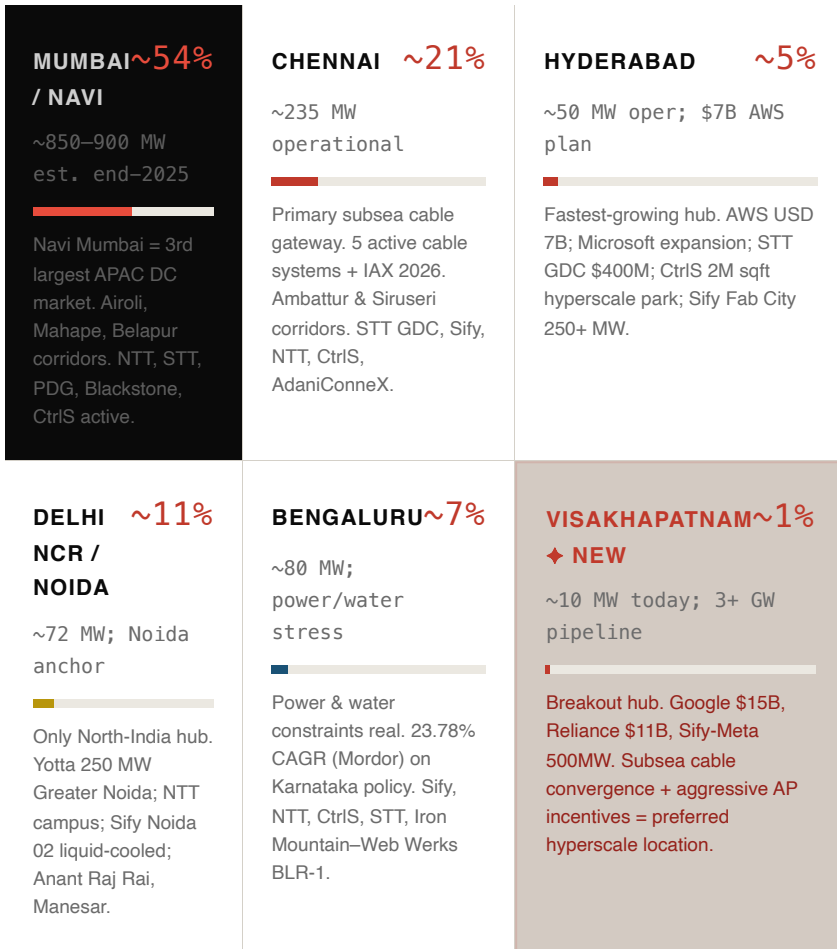 MUMBAI ~54%
/ NAVI
~850–900 MW
est. end-2025
Navi Mumbai = 3rd
largest APAC DC
market. Airoli,
Mahape, Belapur
corridors. NTT, STT,
PDG, Blackstone,
CtrlS active.
CHENNAI ~21%
~235 MW
operational
Primary subsea cable
gateway. 5 active cable
systems + IAX 2026.
Ambattur & Siruseri
corridors. STT GDC, Sify,
NTT, CtrlS,
AdaniConneX.
HYDERABAD ~5%
~50 MW oper; $7B AWS
plan
Fastest-growing hub. AWS USD
7B; Microsoft expansion; STT
GDC $400M; CtrlS 2M sqft
hyperscale park; Sify Fab City
250+ MW.
DELHI ~11%
NCR /
NOIDA
~72 MW; Noida
anchor
Only North-India hub.
Yotta 250 MW
Greater Noida; NTT
campus; Sify Noida
02 liquid-cooled;
Anant Raj Rai,
Manesar.
BENGALURU ~7%
~80 MW;
power/water
stress
Power & water
constraints real. 23.78%
CAGR (Mordor) on
Karnataka policy. Sify,
NTT, CtrlS, STT, Iron
Mountain–Web Werks
BLR-1.
VISAKHAPATNAM ~1%
✦ NEW
~10 MW today; 3+ GW
pipeline
Breakout hub. Google $15B,
Reliance $11B, Sify-Meta
500MW. Subsea cable
convergence + aggressive AP
incentives = preferred
hyperscale location.